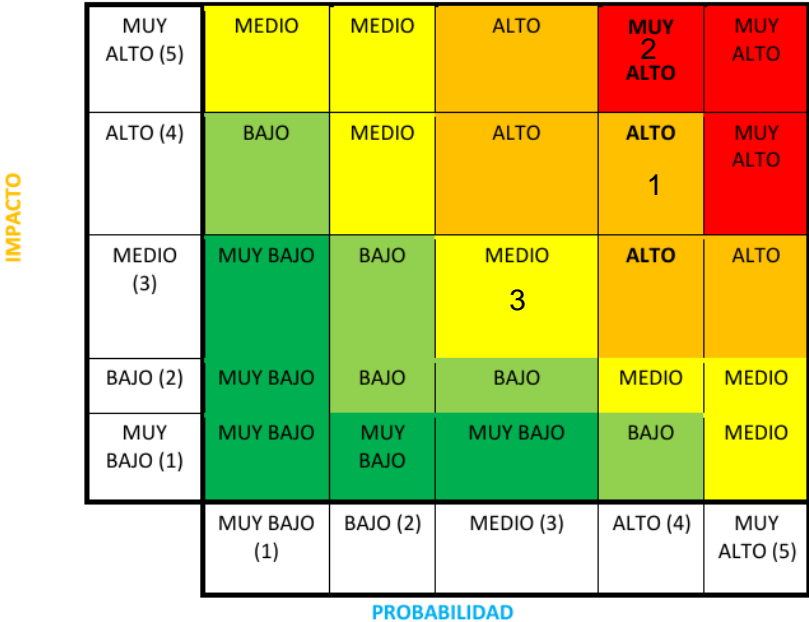 MUY
ALTO (5)
MEDIO
MEDIO
ALTO
MUY
2
ALTO
MUY
ALTO
ALTO (4)
BAJO
MEDIO
ALTO
ALTO
1
MUY
ALTO
IMPACTO
MEDIO
(3)
MUY BAJO
BAJO
MEDIO
3
ALTO
ALTO
BAJO (2)
MUY BAJO
BAJO
BAJO
MEDIO
MEDIO
MUY
BAJO (1)
MUY BAJO
MUY
BAJO
MUY BAJO
BAJO
MEDIO
MUY BAJO
(1)
BAJO (2)
MEDIO (3)
ALTO (4)
MUY
ALTO (5)
PROBABILIDAD